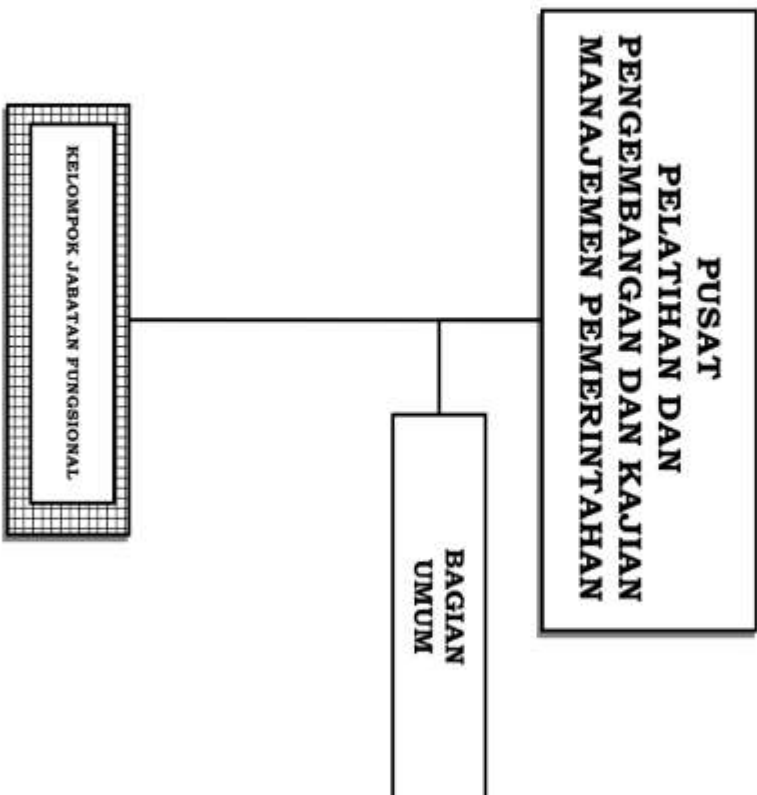 PUSAT
PELATIHAN DAN
PENGEMBANGAN DAN KAJIAN
MANAJEMEN PEMERINTAHAN
BAGIAN
UMUM
KELOMPOK JABATAN FUNGSIONAL